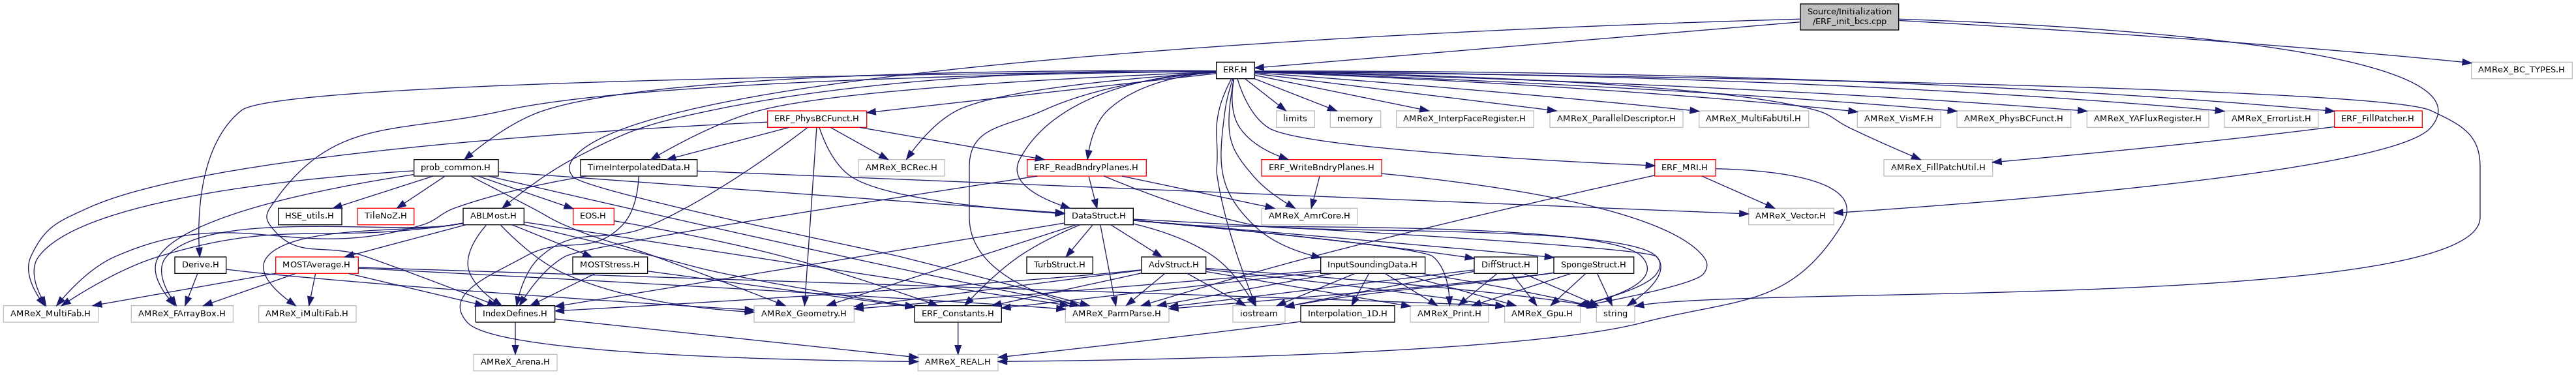 Source/Initialization
/ERF_init_bcs.cpp
ERF.H
AMReX_BC_TYPES.H
ERF_PhysBCFunct.H
limits
memory
AMReX_InterpFaceRegister.H
AMReX_ParallelDescriptor.H
AMReX_MultiFabUtil.H
AMReX_VisMF.H
AMReX_PhysBCFunct.H
AMReX_YAFluxRegister.H
AMReX_ErrorList.H
ERF_FillPatcher.H
prob_common.H
TimeInterpolatedData.H
AMReX_BCRec.H
ERF_ReadBndryPlanes.H
ERF_WriteBndryPlanes.H
ERF_MRI.H
AMReX_FillPatchUtil.H
HSE_utils.H
TileNoZ.H
ABLMost.H
EOS.H
DataStruct.H
AMReX_AmrCore.H
AMReX_Vector.H
Derive.H
MOSTAverage.H
MOSTStress.H
TurbStruct.H
AdvStruct.H
InputSoundingData.H
DiffStruct.H
SpongeStruct.H
AMReX_MultiFab.H
AMReX_FArrayBox.H
AMReX_iMultiFab.H
IndexDefines.H
AMReX_Geometry.H
ERF_Constants.H
AMReX_ParmParse.H
iostream
Interpolation_1D.H
AMReX_Print.H
AMReX_Gpu.H
string
AMReX_Arena.H
AMReX_REAL.H